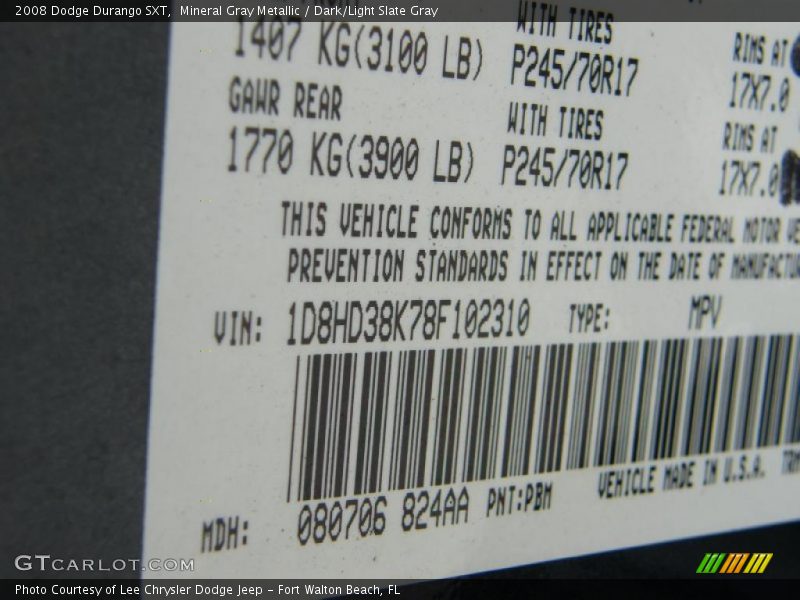 2008 Dodge Durango SXT,  Mineral Gray Metallic / Dark/Light Slate Gray
WITH TIRES
1407 KG(3100 LB) P245/70R17 RIMS AT 17X7.0
GAWR REAR WITH TIRES RIMS AT
1770 KG(3900 LB) P245/70R17 17X7.0
THIS VEHICLE CONFORMS TO ALL APPLICABLE FEDERAL MOTOR
PREVENTION STANDARDS IN EFFECT ON THE DATE OF
VIN: 1D8HD38K78F102310 TYPE: MPV
MDH: 080706 824AA PNT:PBM VEHICLE MADE IN U.S.A.
GTCARLOT.COM
Photo Courtesy of Lee Chrysler Dodge Jeep – Fort Walton Beach, FL